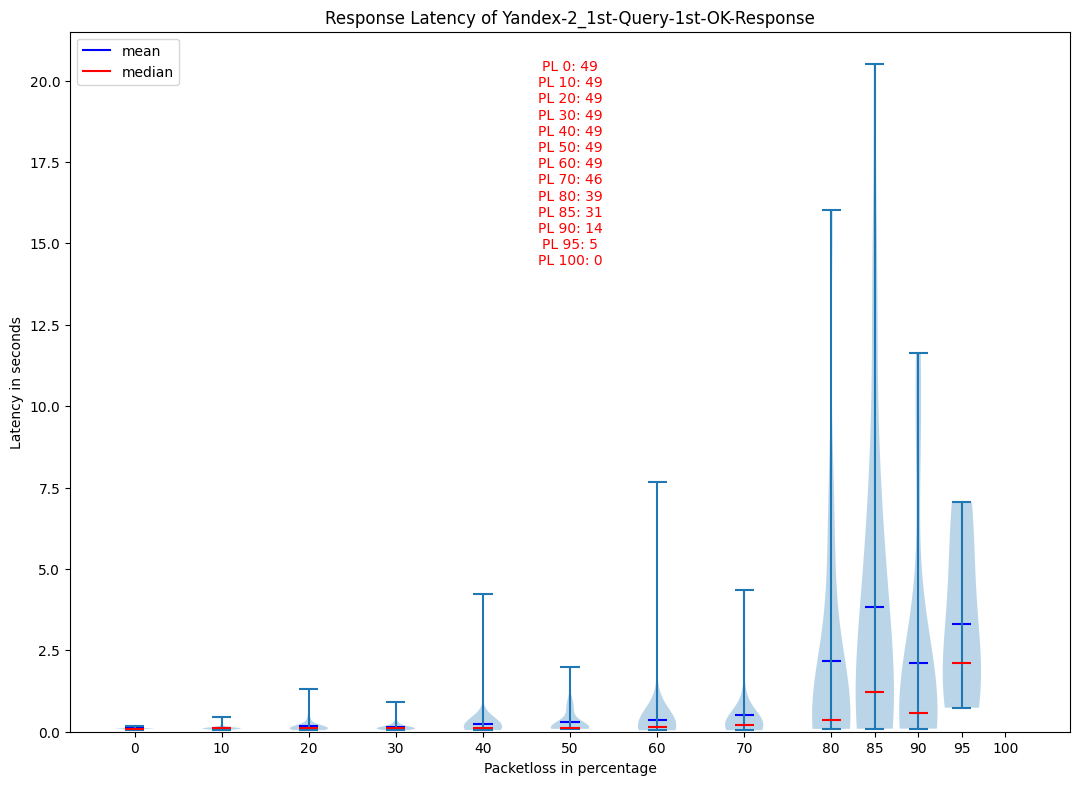 Response Latency of Yandex-2_1st-Query-1st-OK-Response
mean
median
PL 0: 49
PL 10: 49
PL 20: 49
PL 30: 49
PL 40: 49
PL 50: 49
PL 60: 49
PL 70: 46
PL 80: 39
PL 85: 31
PL 90: 14
PL 95: 5
PL 100: 0
Latency in seconds
20.0
17.5
15.0
12.5
10.0
7.5
5.0
2.5
0.0
0 10 20 30 40 50 60 70 80 85 90 95 100
Packetloss in percentage